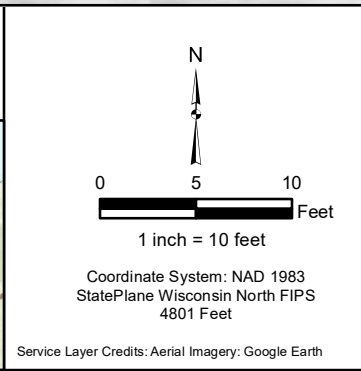 N
0 5 10
Feet
1 inch = 10 feet
Coordinate System: NAD 1983
StatePlane Wisconsin North FIPS
4801 Feet
Service Layer Credits: Aerial Imagery: Google Earth